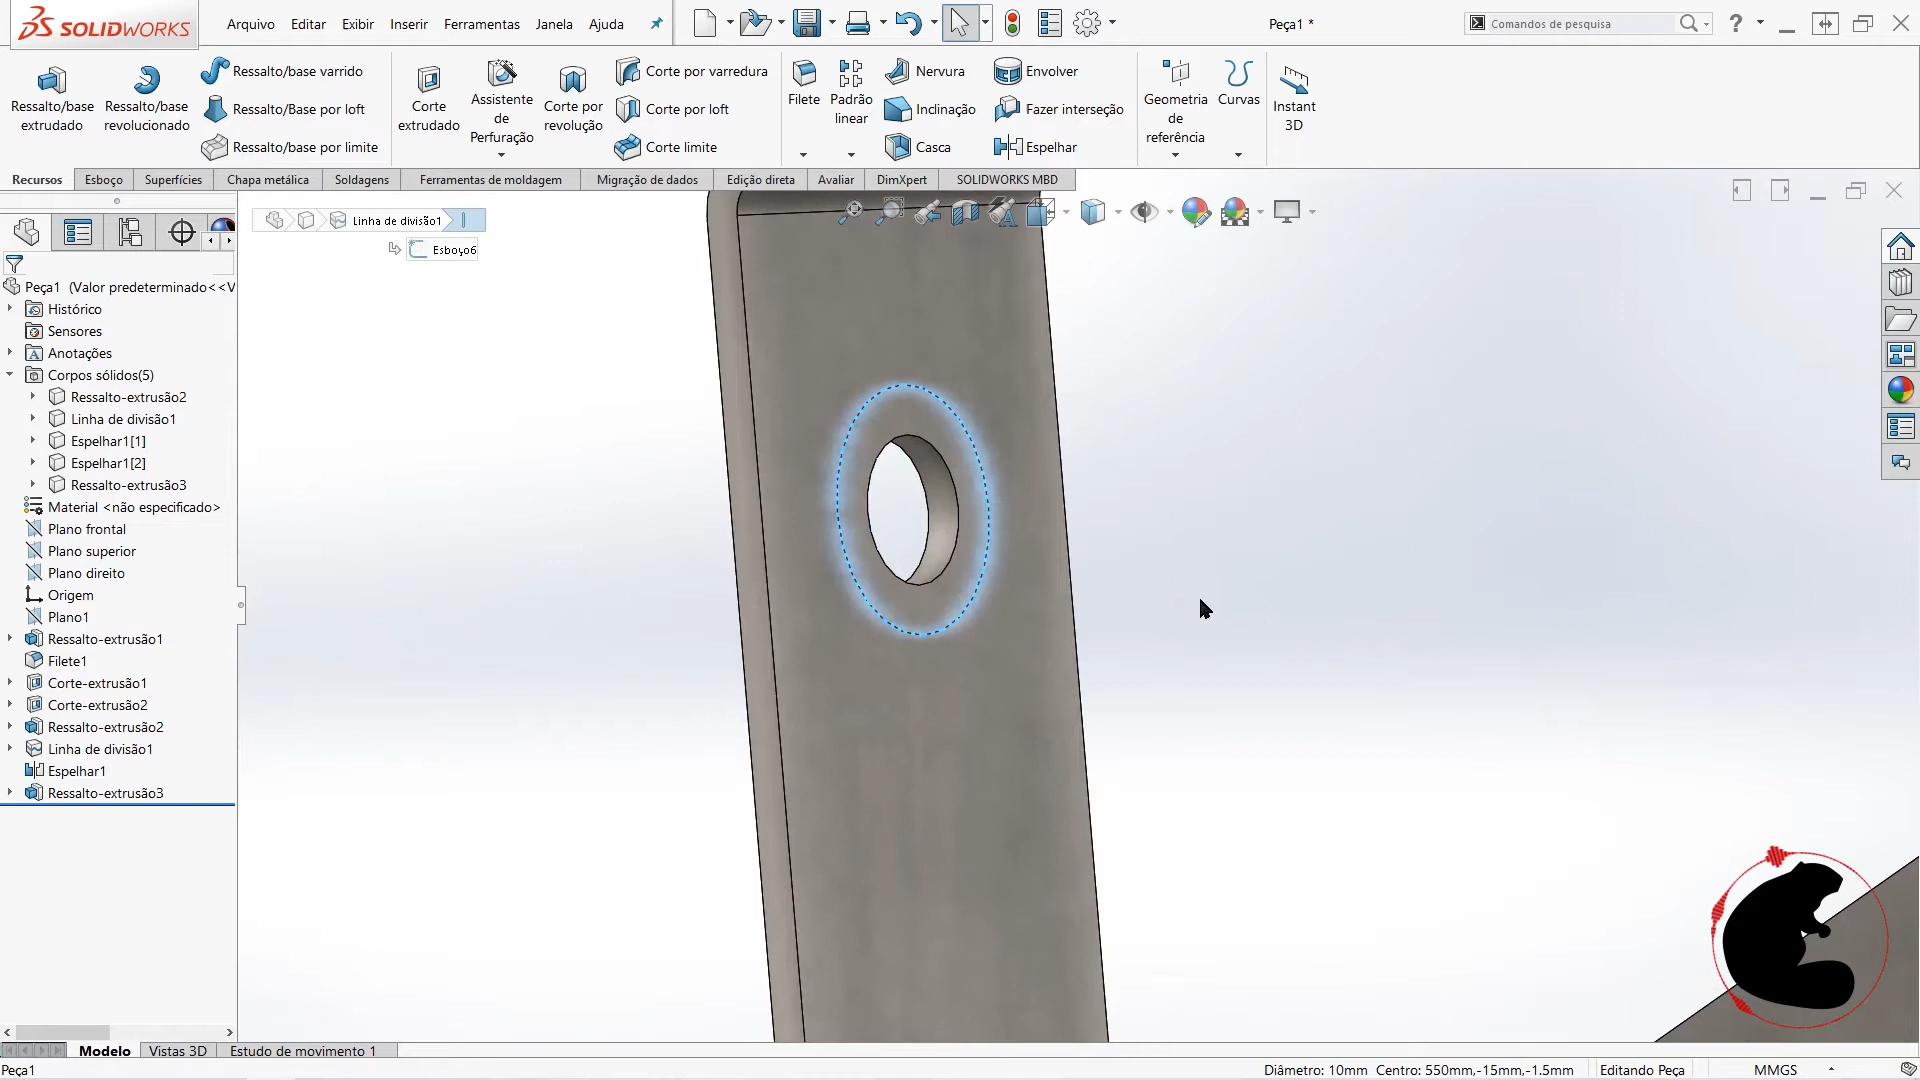 SOLIDWORKS
Arquivo
Editar
Exibir
Inserir
Ferramentas
Janela
Ajuda
Peça1 *
Comandos de pesquisa
Ressalto/base extrudado
Ressalto/base revolucionado
Ressalto/base varrido
Ressalto/Base por loft
Ressalto/base por limite
Corte extrudado
Assistente de Perfuração
Corte por revolução
Corte por varredura
Corte por loft
Corte limite
Filete
Padrão linear
Nervura
Inclinação
Casca
Envolver
Fazer interseção
Espelhar
Geometria de referência
Curvas
Instant 3D
Recursos
Esboço
Superfícies
Chapa metálica
Soldagens
Ferramentas de moldagem
Migração de dados
Edição direta
Avaliar
DimXpert
SOLIDWORKS MBD
Linha de divisão1
Esboço6
Peça1 (Valor predeterminado<<V
Histórico
Sensores
Anotações
Corpos sólidos(5)
Ressalto-extrusão2
Linha de divisão1
Espelhar1[1]
Espelhar1[2]
Ressalto-extrusão3
Material <não especificado>
Plano frontal
Plano superior
Plano direito
Origem
Plano1
Ressalto-extrusão1
Filete1
Corte-extrusão1
Corte-extrusão2
Ressalto-extrusão2
Linha de divisão1
Espelhar1
Ressalto-extrusão3
Modelo
Vistas 3D
Estudo de movimento 1
Peça1
Diâmetro: 10mm Centro: 550mm,-15mm,-1.5mm
Editando Peça
MMGS